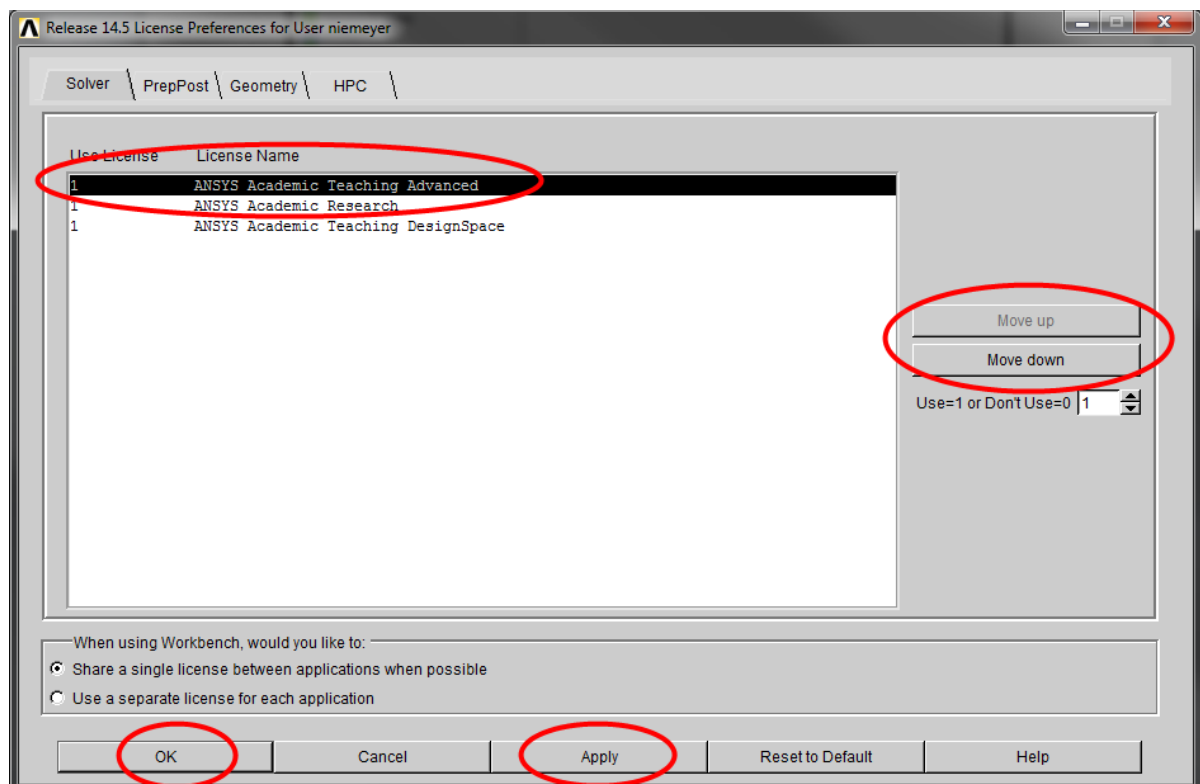 Release 14.5 License Preferences for User niemeyer
Solver PrepPost Geometry HPC
Use License License Name
1 ANSYS Academic Teaching Advanced
1 ANSYS Academic Research
1 ANSYS Academic Teaching DesignSpace
Move up
Move down
Use=1 or Don't Use=0 1
When using Workbench, would you like to:
Share a single license between applications when possible
Use a separate license for each application
OK Cancel Apply Reset to Default Help